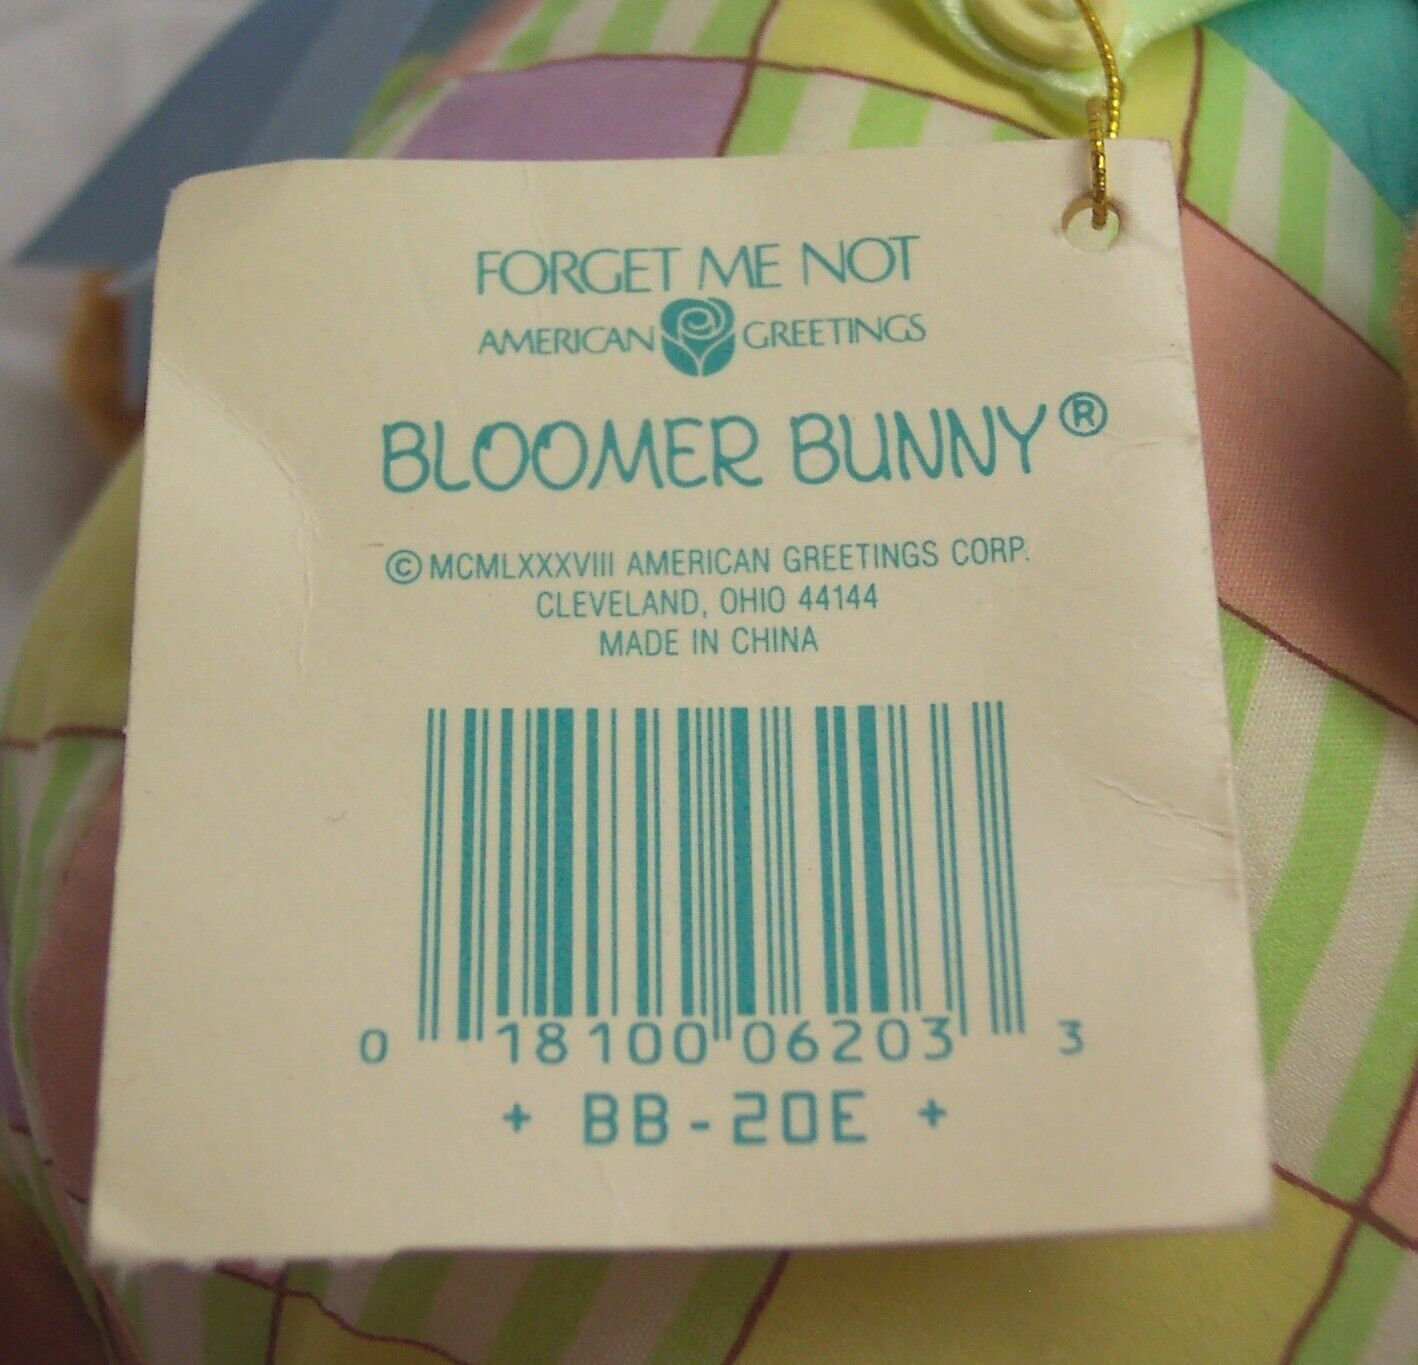 FORGET ME NOT
AMERICAN GREETINGS
BLOOMER BUNNY®
© MCMLXXXVIII AMERICAN GREETINGS CORP.
CLEVELAND, OHIO 44144
MADE IN CHINA
0 18100 06203 3
+ BB-20E +